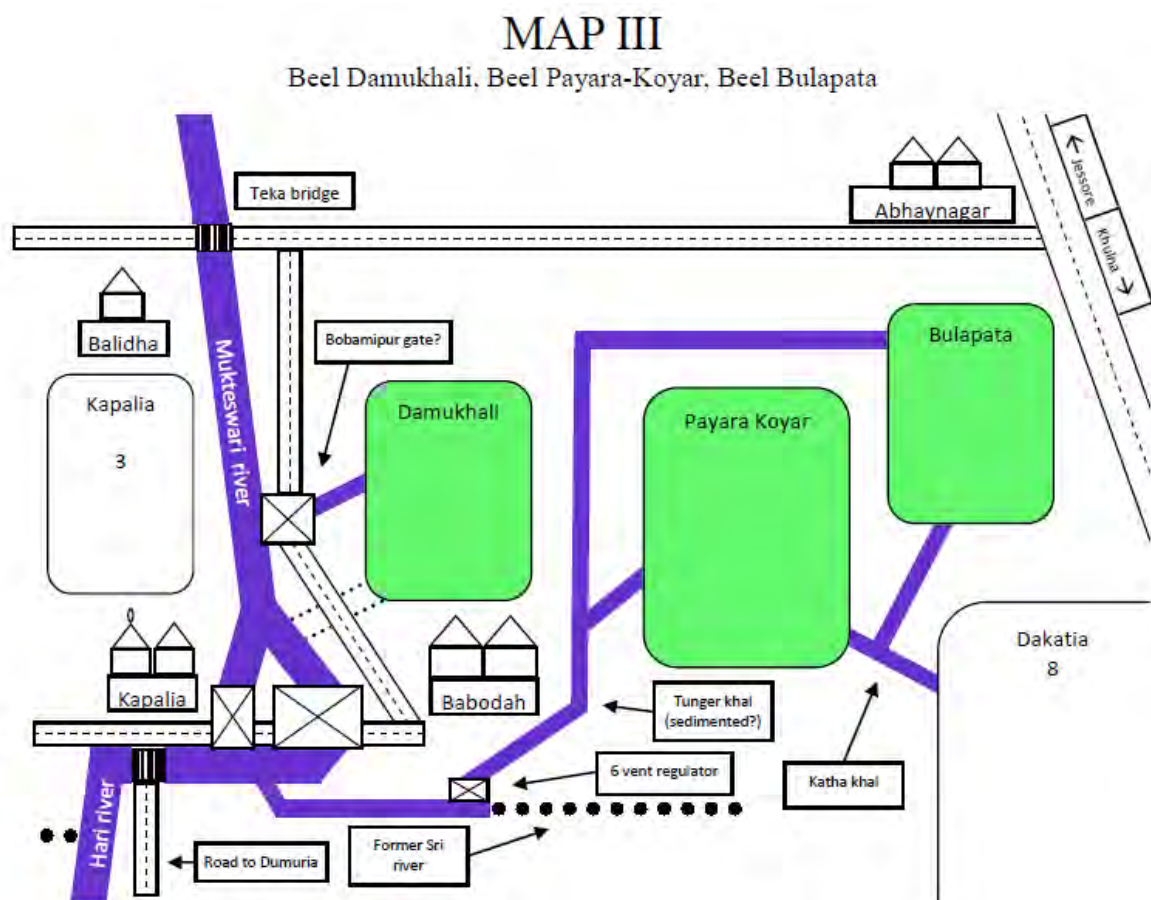 MAP III
Beel Damukhali, Beel Payara-Koyar, Beel Bulapata
Teka bridge
Abhaynagar
← Jessore
Khulna →
Balidha
Bobamipur gate?
Bulapata
Kapalia
3
Mukteswari river
Damukhali
Payara Koyar
Kapalia
Babodah
Dakatia
8
Tunger khal
(sedimented?)
6 vent regulator
Katha khal
Hari river
Former Sri
river
Road to Dumuria